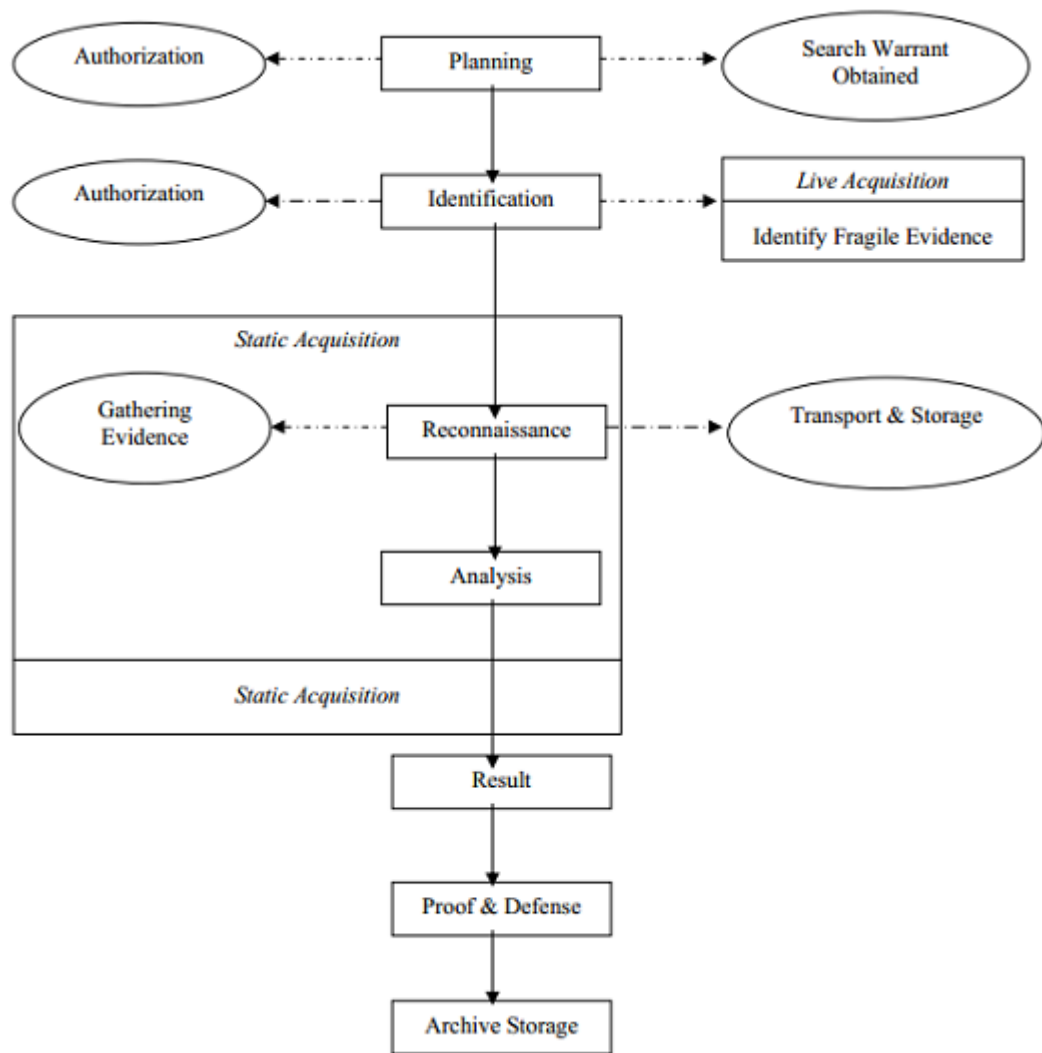 Authorization
Planning
Search Warrant
Obtained
Authorization
Identification
Live Acquisition
Identify Fragile Evidence
Static Acquisition
Gathering
Evidence
Reconnaissance
Transport & Storage
Analysis
Static Acquisition
Result
Proof & Defense
Archive Storage